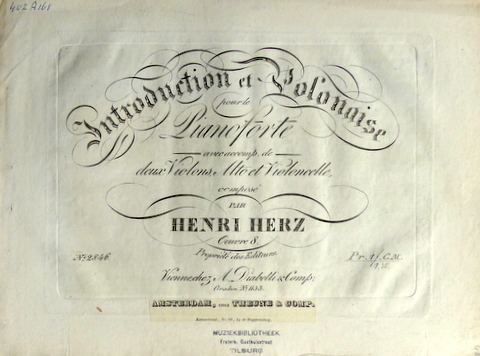 402 A 161
Introduction et Polonaise
pour le
Pianoforte
avec accomp. de
deux Violons, Alto et Violoncelle,
composé
PAR
HENRI HERZ
Oeuvre 8.
Propriété des Editeurs.
No. 2846.
Pr. f. C.M.
Vienne chez A. Diabelli & Comp.
Graben No. 1133.
AMSTERDAM, chez THEUNE & COMP.
MUZIEKBIBLIOTHEEK
TILBURG